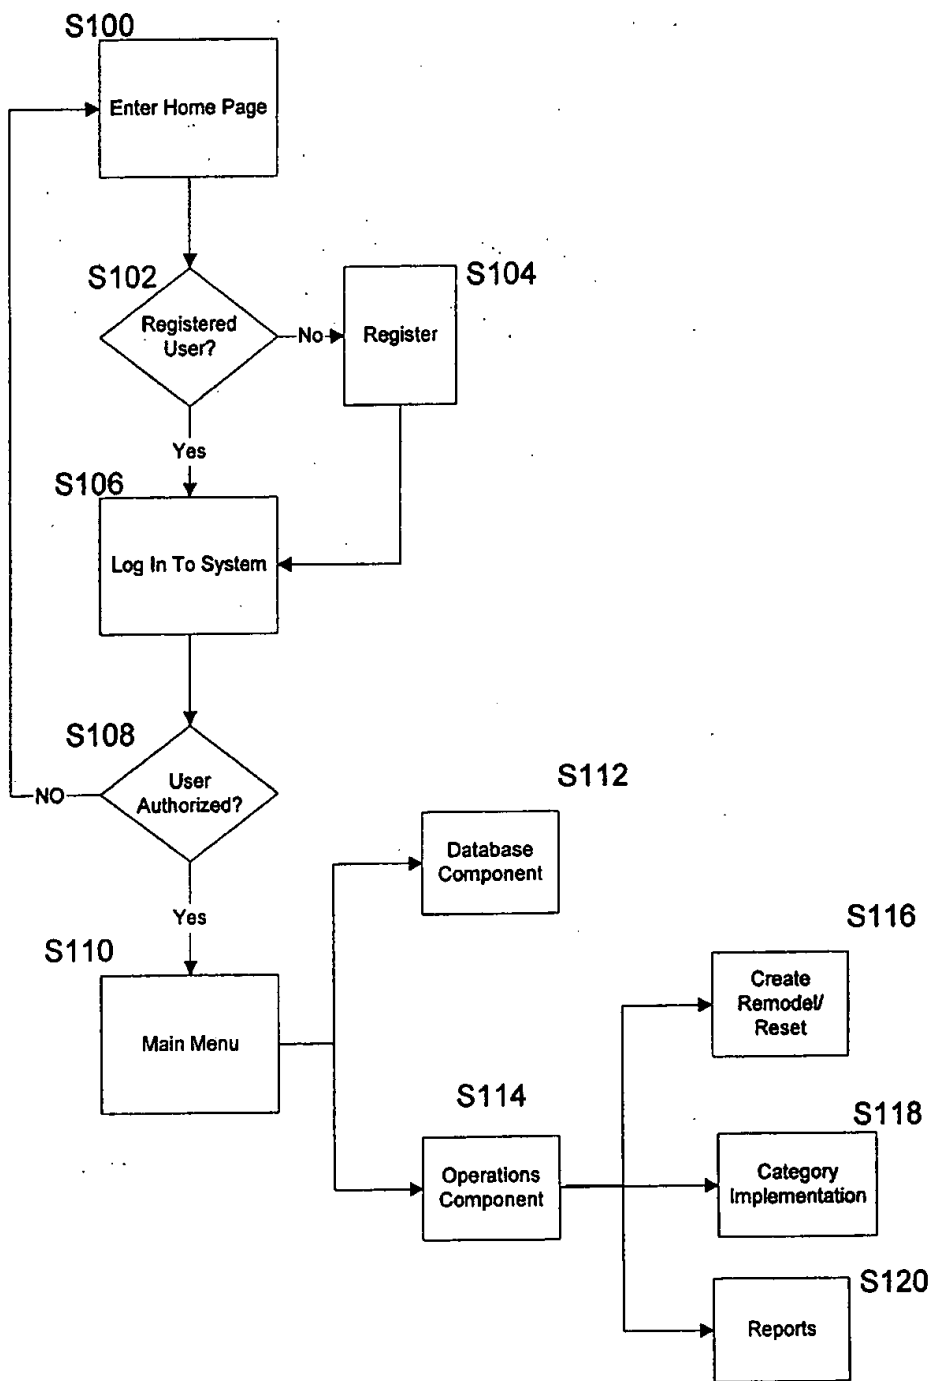 S100
Enter Home Page
S102
Registered
User?
No
S104
Register
Yes
S106
Log In To System
S108
User
Authorized?
NO
Yes
S110
Main Menu
S112
Database
Component
S114
Operations
Component
S116
Create
Remodel/
Reset
S118
Category
Implementation
S120
Reports